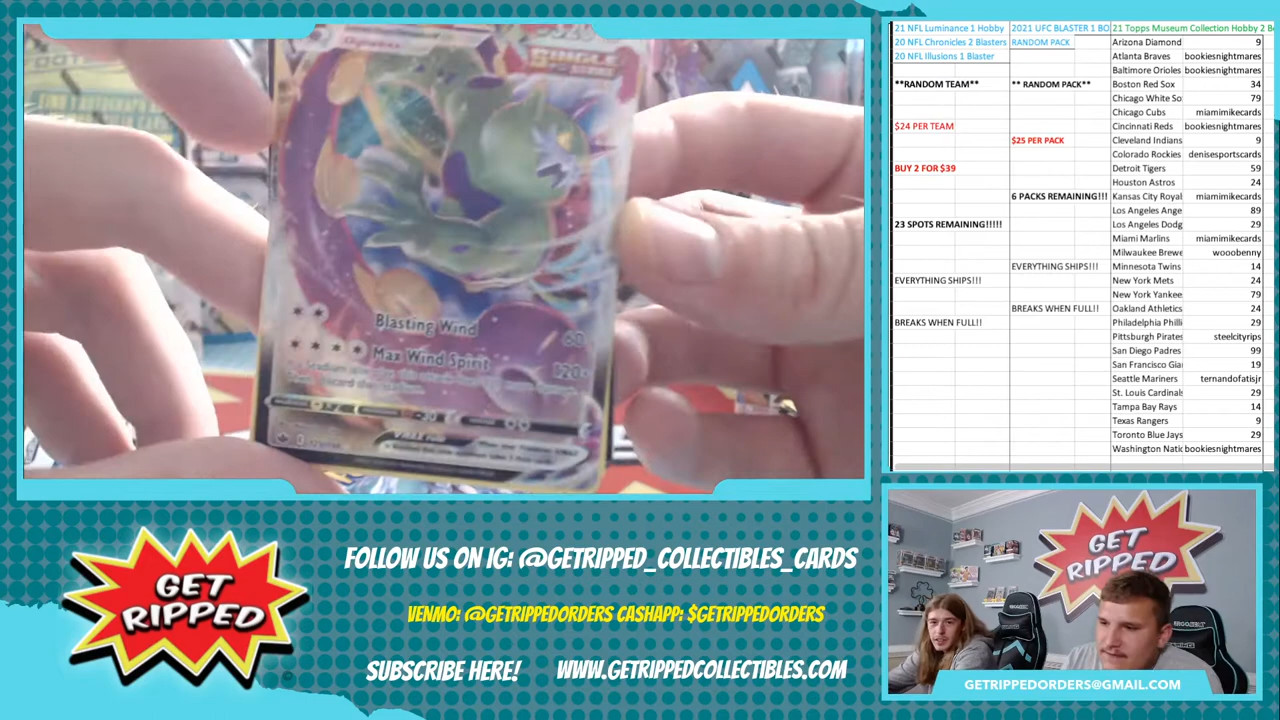 SINGLE
Blasting Wind
60
Max Wind Spirit
120+
21 NFL Luminance 1 Hobby
20 NFL Chronicles 2 Blasters
20 NFL Illusions 1 Blaster
**RANDOM TEAM**
$24 PER TEAM
BUY 2 FOR $39
23 SPOTS REMAINING!!!!!
EVERYTHING SHIPS!!!
BREAKS WHEN FULL!!
2021 UFC BLASTER 1 BO
RANDOM PACK
** RANDOM PACK**
$25 PER PACK
6 PACKS REMAINING!!!
EVERYTHING SHIPS!!!
BREAKS WHEN FULL!!
21 Topps Museum Collection Hobby 2 B
Arizona Diamond 9
Atlanta Braves bookiesnightmares
Baltimore Orioles bookiesnightmares
Boston Red Sox 34
Chicago White So 79
Chicago Cubs miamimikecards
Cincinnati Reds bookiesnightmares
Cleveland Indians 9
Colorado Rockies denisesportscards
Detroit Tigers 59
Houston Astros 24
Kansas City Royal miamimikecards
Los Angeles Ange 89
Los Angeles Dodg 29
Miami Marlins miamimikecards
Milwaukee Brewe wooobenny
Minnesota Twins 14
New York Mets 24
New York Yankee 79
Oakland Athletics 24
Philadelphia Philli 29
Pittsburgh Pirates steelcityrips
San Diego Padres 99
San Francisco Gia 19
Seattle Mariners ternandofatisjr
St. Louis Cardinals 29
Tampa Bay Rays 14
Texas Rangers 9
Toronto Blue Jays 29
Washington Natio bookiesnightmares
GET
RIPPED
FOLLOW US ON IG: @GETRIPPED_COLLECTIBLES_CARDS
VENMO: @GETRIPPEDORDERS CASHAPP: $GETRIPPEDORDERS
SUBSCRIBE HERE! WWW.GETRIPPEDCOLLECTIBLES.COM
GET
RIPPED
GETRIPPEDORDERS@GMAIL.COM